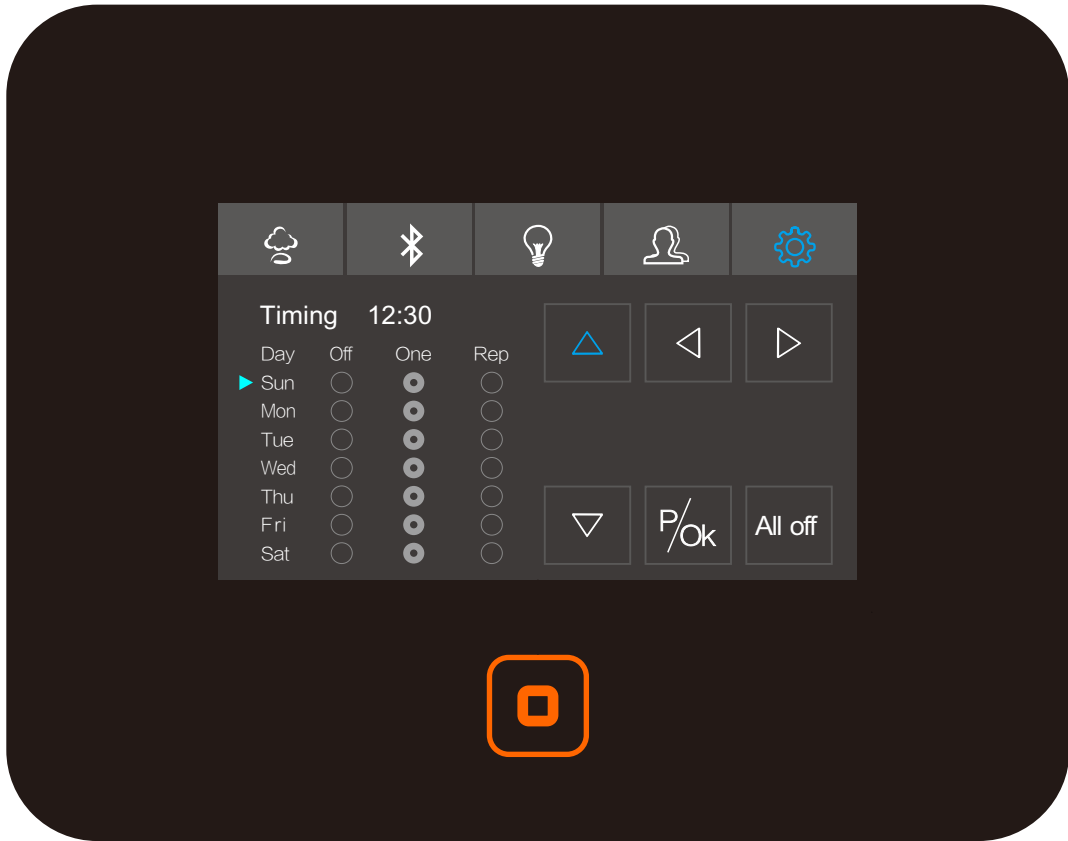 Timing 12:30
Day Off One Rep
Sun
Mon
Tue
Wed
Thu
Fri
Sat
P/Ok
All off